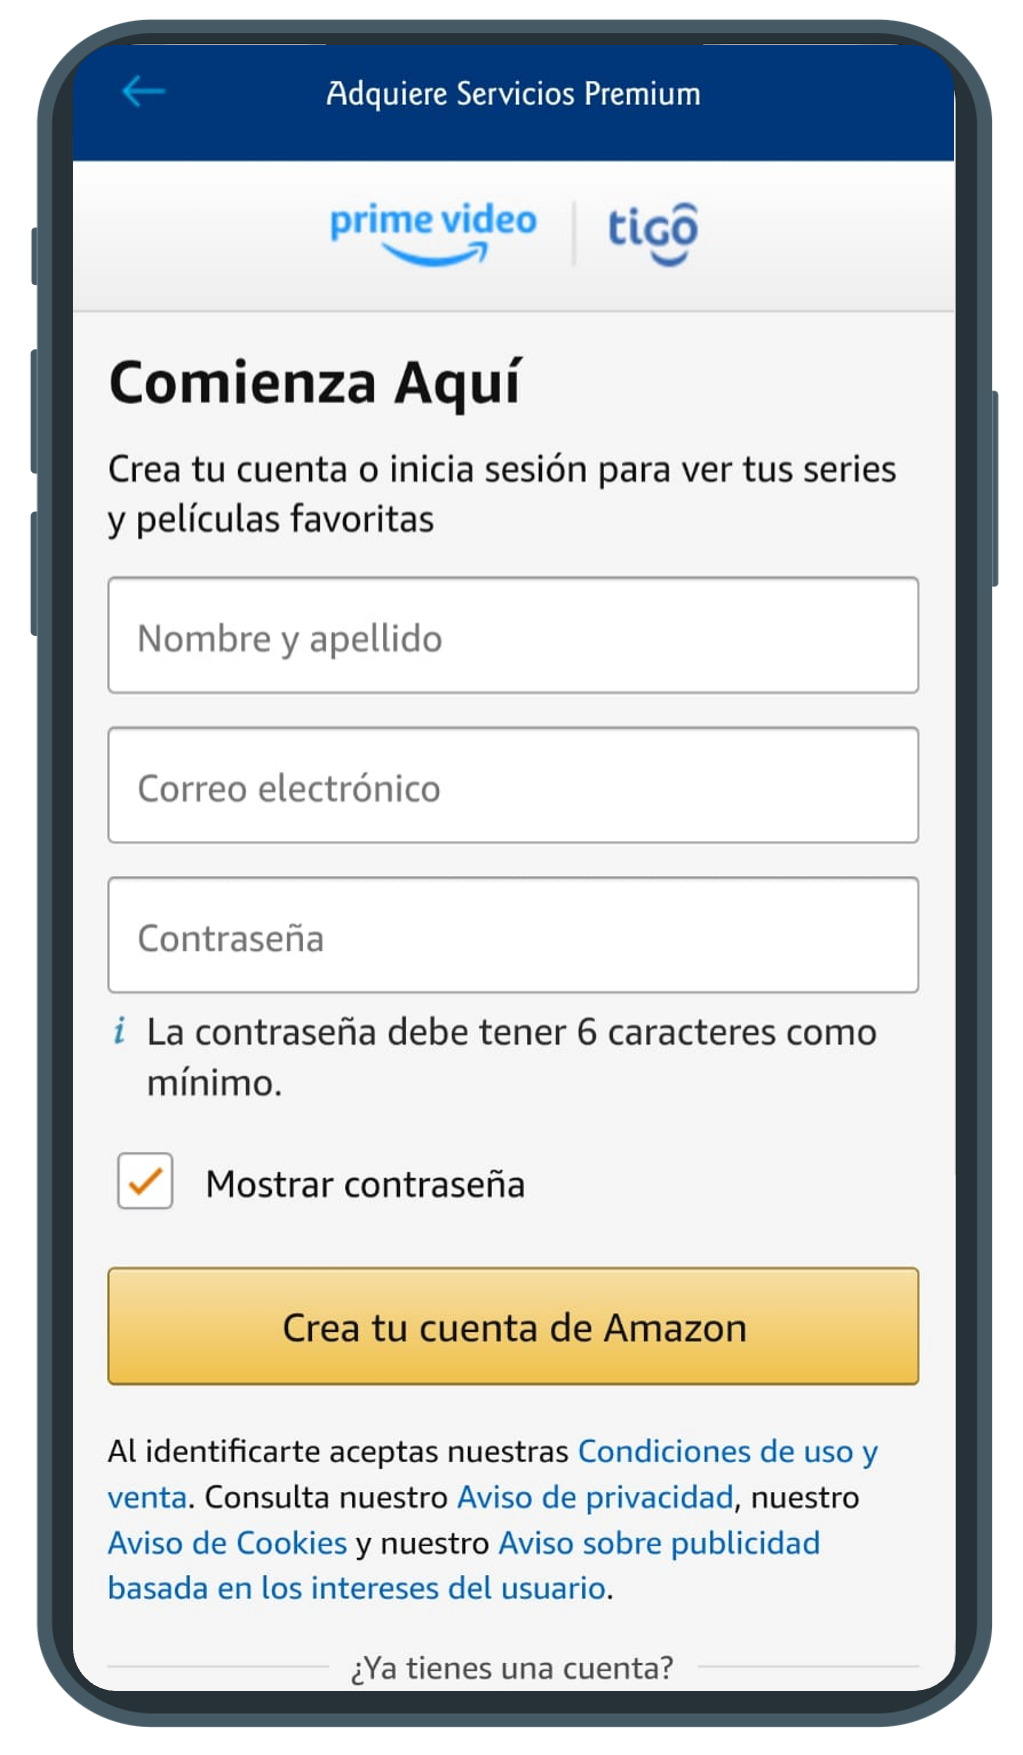 Adquiere Servicios Premium
prime video
tigo
Comienza Aquí
Crea tu cuenta o inicia sesión para ver tus series
y películas favoritas
Nombre y apellido
Correo electrónico
Contraseña
i La contraseña debe tener 6 caracteres como
mínimo.
Mostrar contraseña
Crea tu cuenta de Amazon
Al identificarte aceptas nuestras Condiciones de uso y
venta. Consulta nuestro Aviso de privacidad, nuestro
Aviso de Cookies y nuestro Aviso sobre publicidad
basada en los intereses del usuario.
¿Ya tienes una cuenta?